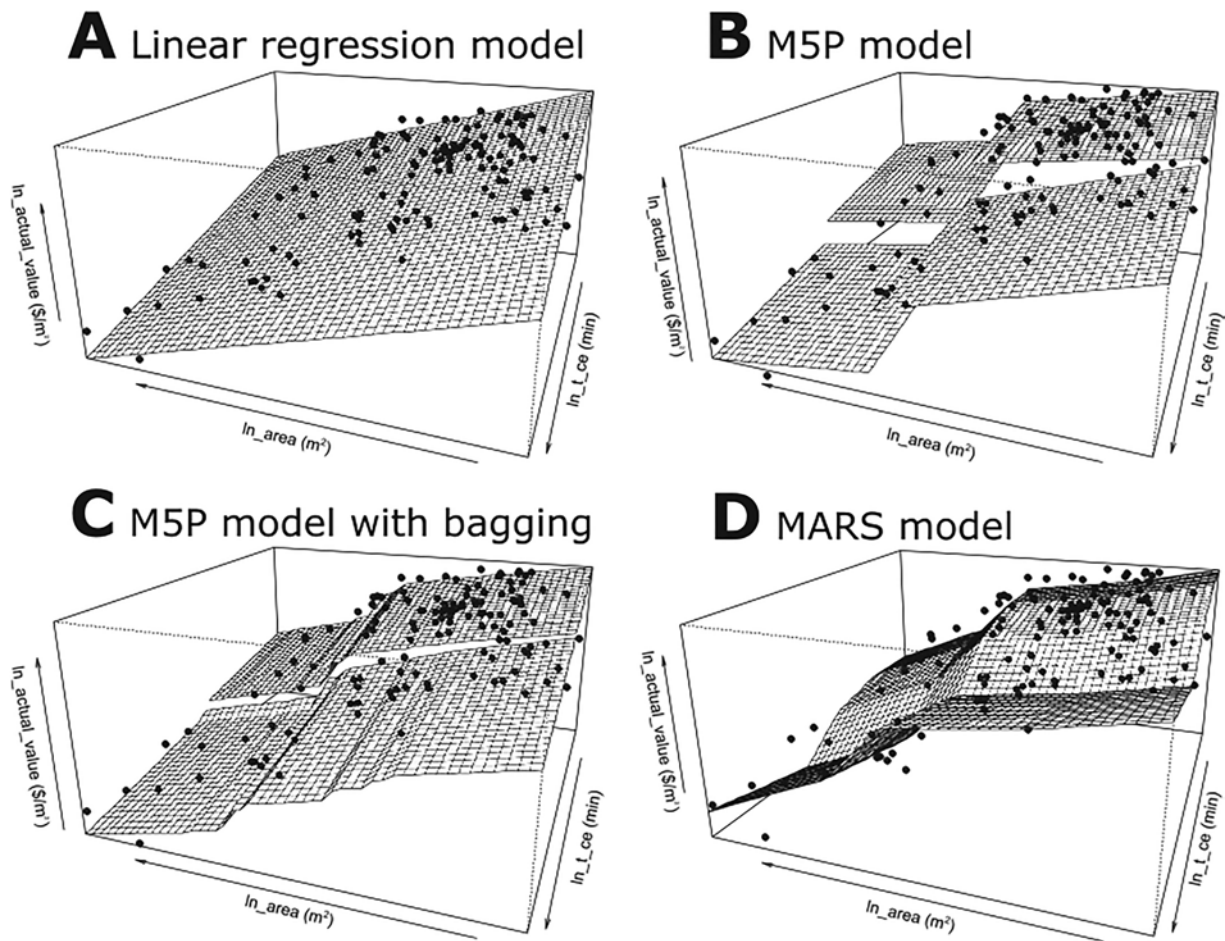 A Linear regression model
B M5P model
ln_actual_value ($/m²)
ln_area (m²)
ln_t_ce (min)
ln_actual_value ($/m²)
ln_area (m²)
ln_t_ce (min)
C M5P model with bagging
D MARS model
ln_actual_value ($/m²)
ln_area (m²)
ln_t_ce (min)
ln_actual_value ($/m²)
ln_area (m²)
ln_t_ce (min)